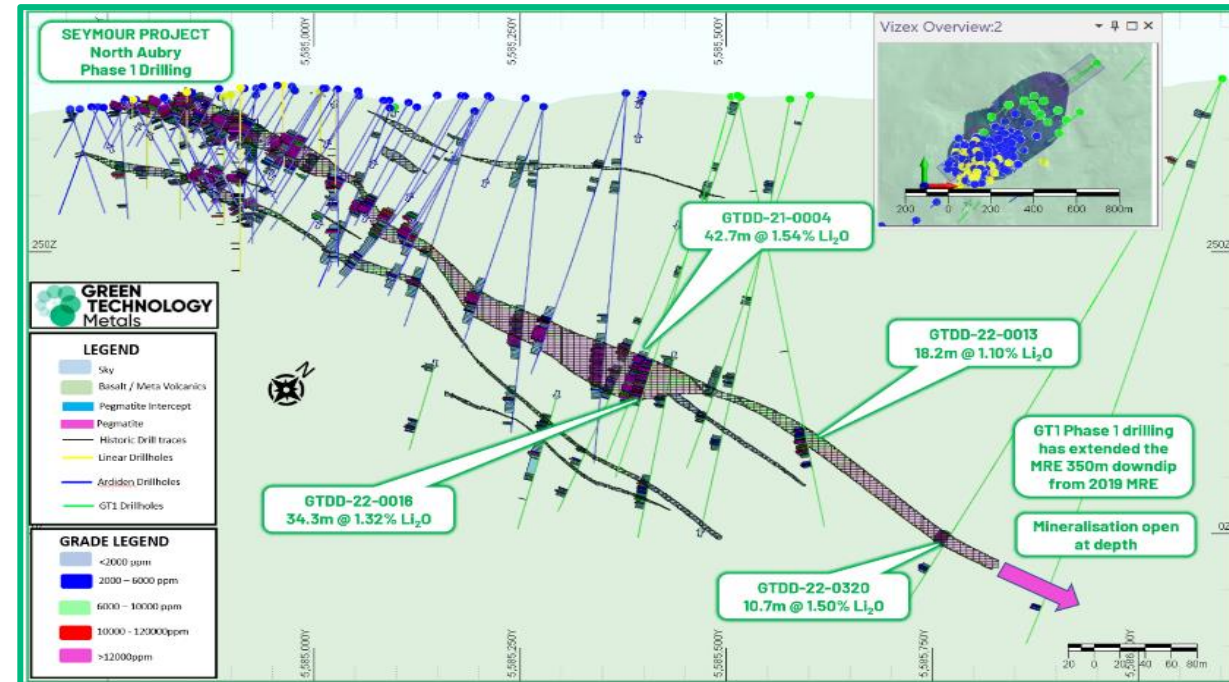 SEYMOUR PROJECT
North Aubry
Phase 1 Drilling
5,585,000Y
5,585,250Y
5,585,500Y
Vizex Overview:2
200 0 200 400 600 800m
250Z
250Z
GTDD-21-0004
42.7m @ 1.54% Li₂O
GREEN
TECHNOLOGY
Metals
LEGEND
Sky
Basalt / Meta Volcanics
Pegmatite Intercept
Pegmatite
Historic Drill traces
Linear Drillholes
Ardiden Drillholes
GT1 Drillholes
N
GTDD-22-0013
18.2m @ 1.10% Li₂O
GT1 Phase 1 drilling
has extended the
MRE 350m downdip
from 2019 MRE
GTDD-22-0016
34.3m @ 1.32% Li₂O
Mineralisation open
at depth
GRADE LEGEND
<2000 ppm
2000 – 6000 ppm
6000 – 10000 ppm
10000 - 120000ppm
>12000ppm
GTDD-22-0320
10.7m @ 1.50% Li₂O
5,585,000Y
5,585,250Y
5,585,500Y
5,585,750Y
20 0 20 40 60 80m